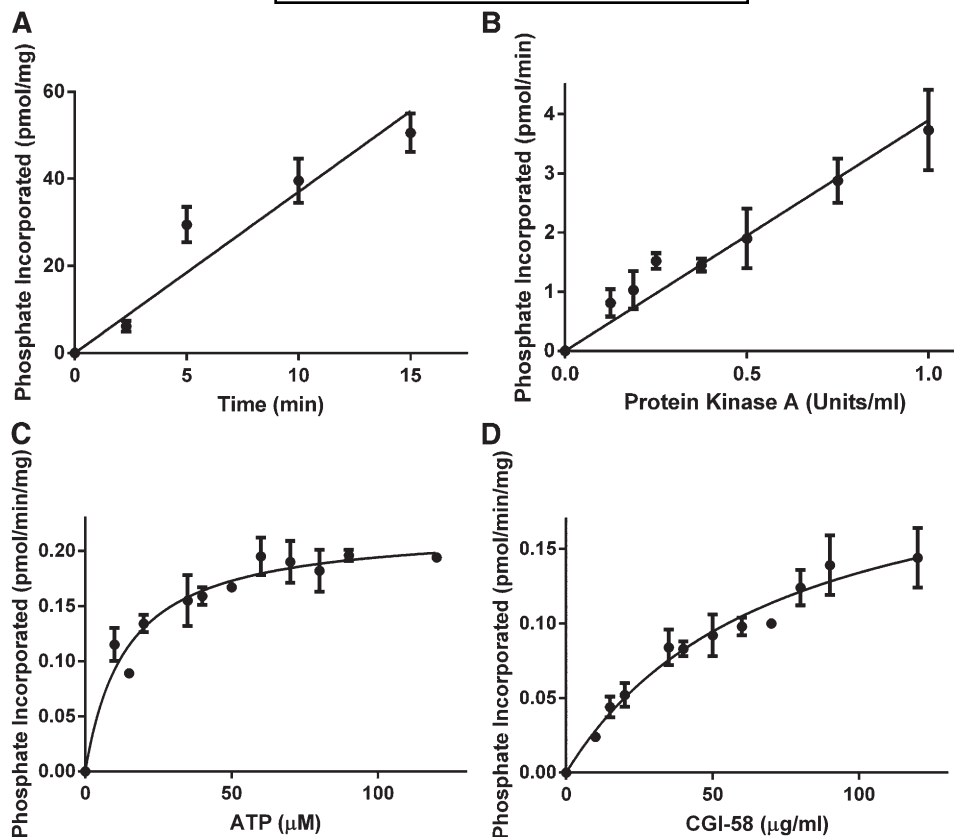 A
Phosphate Incorporated (pmol/mg)
60
40
20
0
0 5 10 15
Time (min)
B
Phosphate Incorporated (pmol/min)
4
3
2
1
0
0.0 0.5 1.0
Protein Kinase A (Units/ml)
C
Phosphate Incorporated (pmol/min/mg)
0.20
0.15
0.10
0.05
0.00
0 50 100
ATP (μM)
D
Phosphate Incorporated (pmol/min/mg)
0.15
0.10
0.05
0.00
0 50 100
CGI-58 (μg/ml)